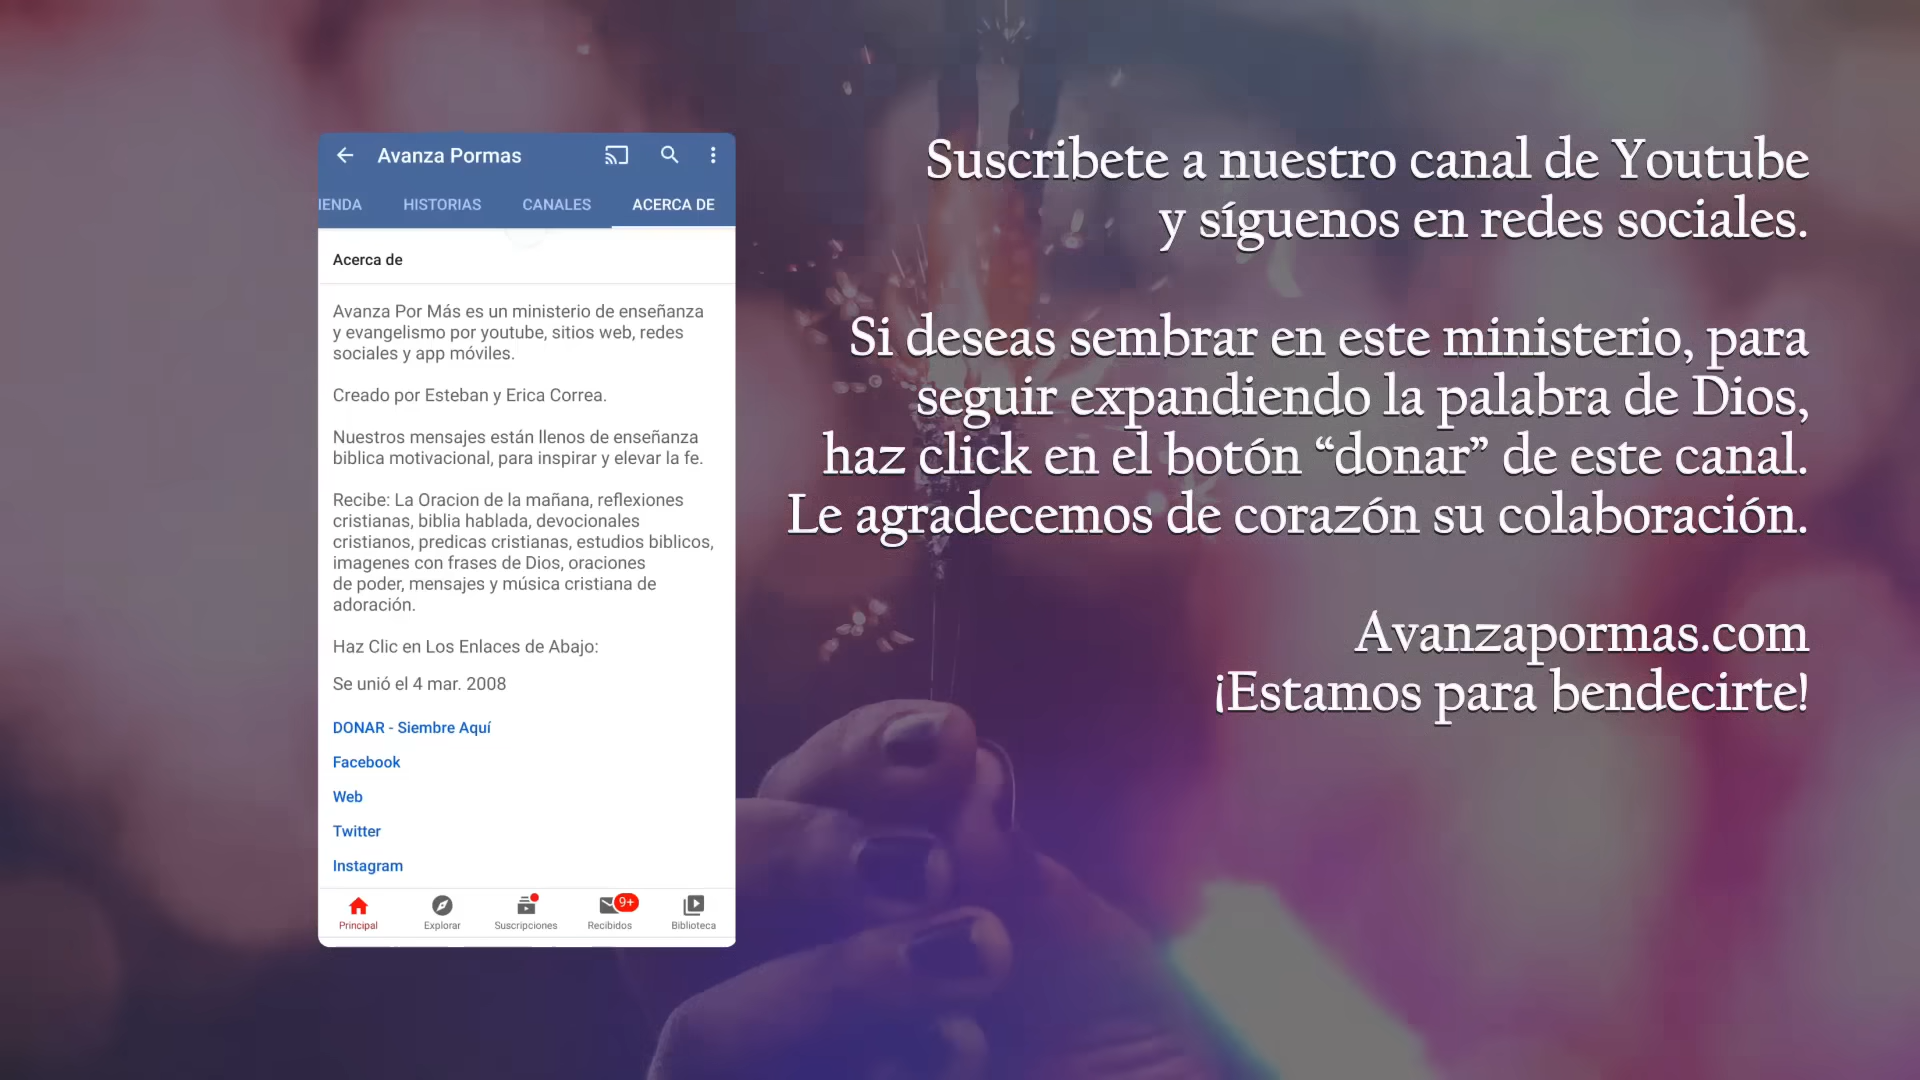 Avanza Pormas
IENDA HISTORIAS CANALES ACERCA DE
Acerca de
Avanza Por Más es un ministerio de enseñanza
y evangelismo por youtube, sitios web, redes
sociales y app móviles.
Creado por Esteban y Erica Correa.
Nuestros mensajes están llenos de enseñanza
biblica motivacional, para inspirar y elevar la fe.
Recibe: La Oracion de la mañana, reflexiones
cristianas, biblia hablada, devocionales
cristianos, predicas cristianas, estudios biblicos,
imagenes con frases de Dios, oraciones
de poder, mensajes y música cristiana de
adoración.
Haz Clic en Los Enlaces de Abajo:
Se unió el 4 mar. 2008
DONAR - Siembre Aquí
Facebook
Web
Twitter
Instagram
9+
Principal Explorar Suscripciones Recibidos Biblioteca
Suscribete a nuestro canal de Youtube
y síguenos en redes sociales.
Si deseas sembrar en este ministerio, para
seguir expandiendo la palabra de Dios,
haz click en el botón “donar” de este canal.
Le agradecemos de corazón su colaboración.
Avanzapormas.com
¡Estamos para bendecirte!